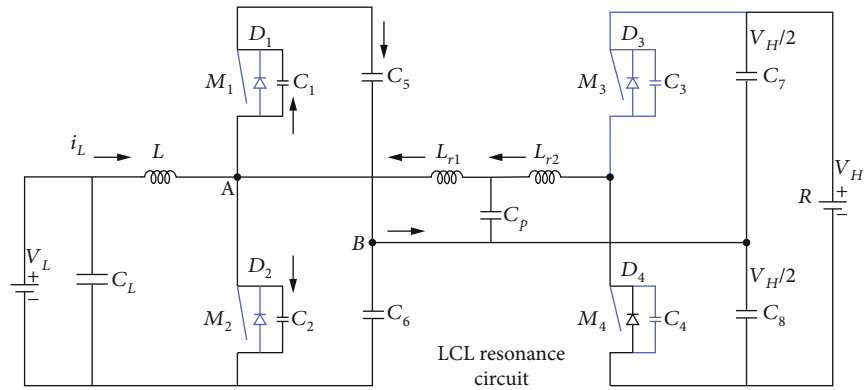 D1
D3
VH/2
M1
C1
C5
M3
C3
C7
iL
L
Lr1
Lr2
A
Cp
R
VH
+
−
B
VL
+
−
CL
D2
D4
VH/2
M2
C2
C6
M4
C4
C8
LCL resonance
circuit